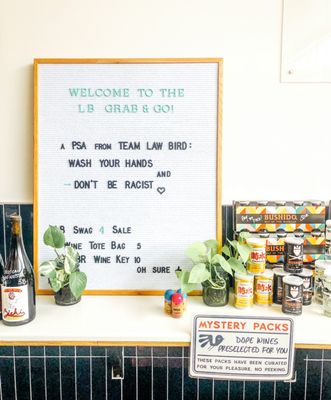 WELCOME TO THE
LB GRAB & GO!
A PSA FROM TEAM LAW BIRD:
WASH YOUR HANDS
AND
→DON'T BE RACIST ♡
LB SWAG 4 SALE
WINE TOTE BAG 5
WINE KEY 10
OH SURE
BUSHIDO
BUSHIDO
MYSTERY PACKS
DOPE WINES
PRESELECTED FOR YOU
THESE PACKS HAVE BEEN CURATED
FOR YOUR PLEASURE. NO PEEKING.